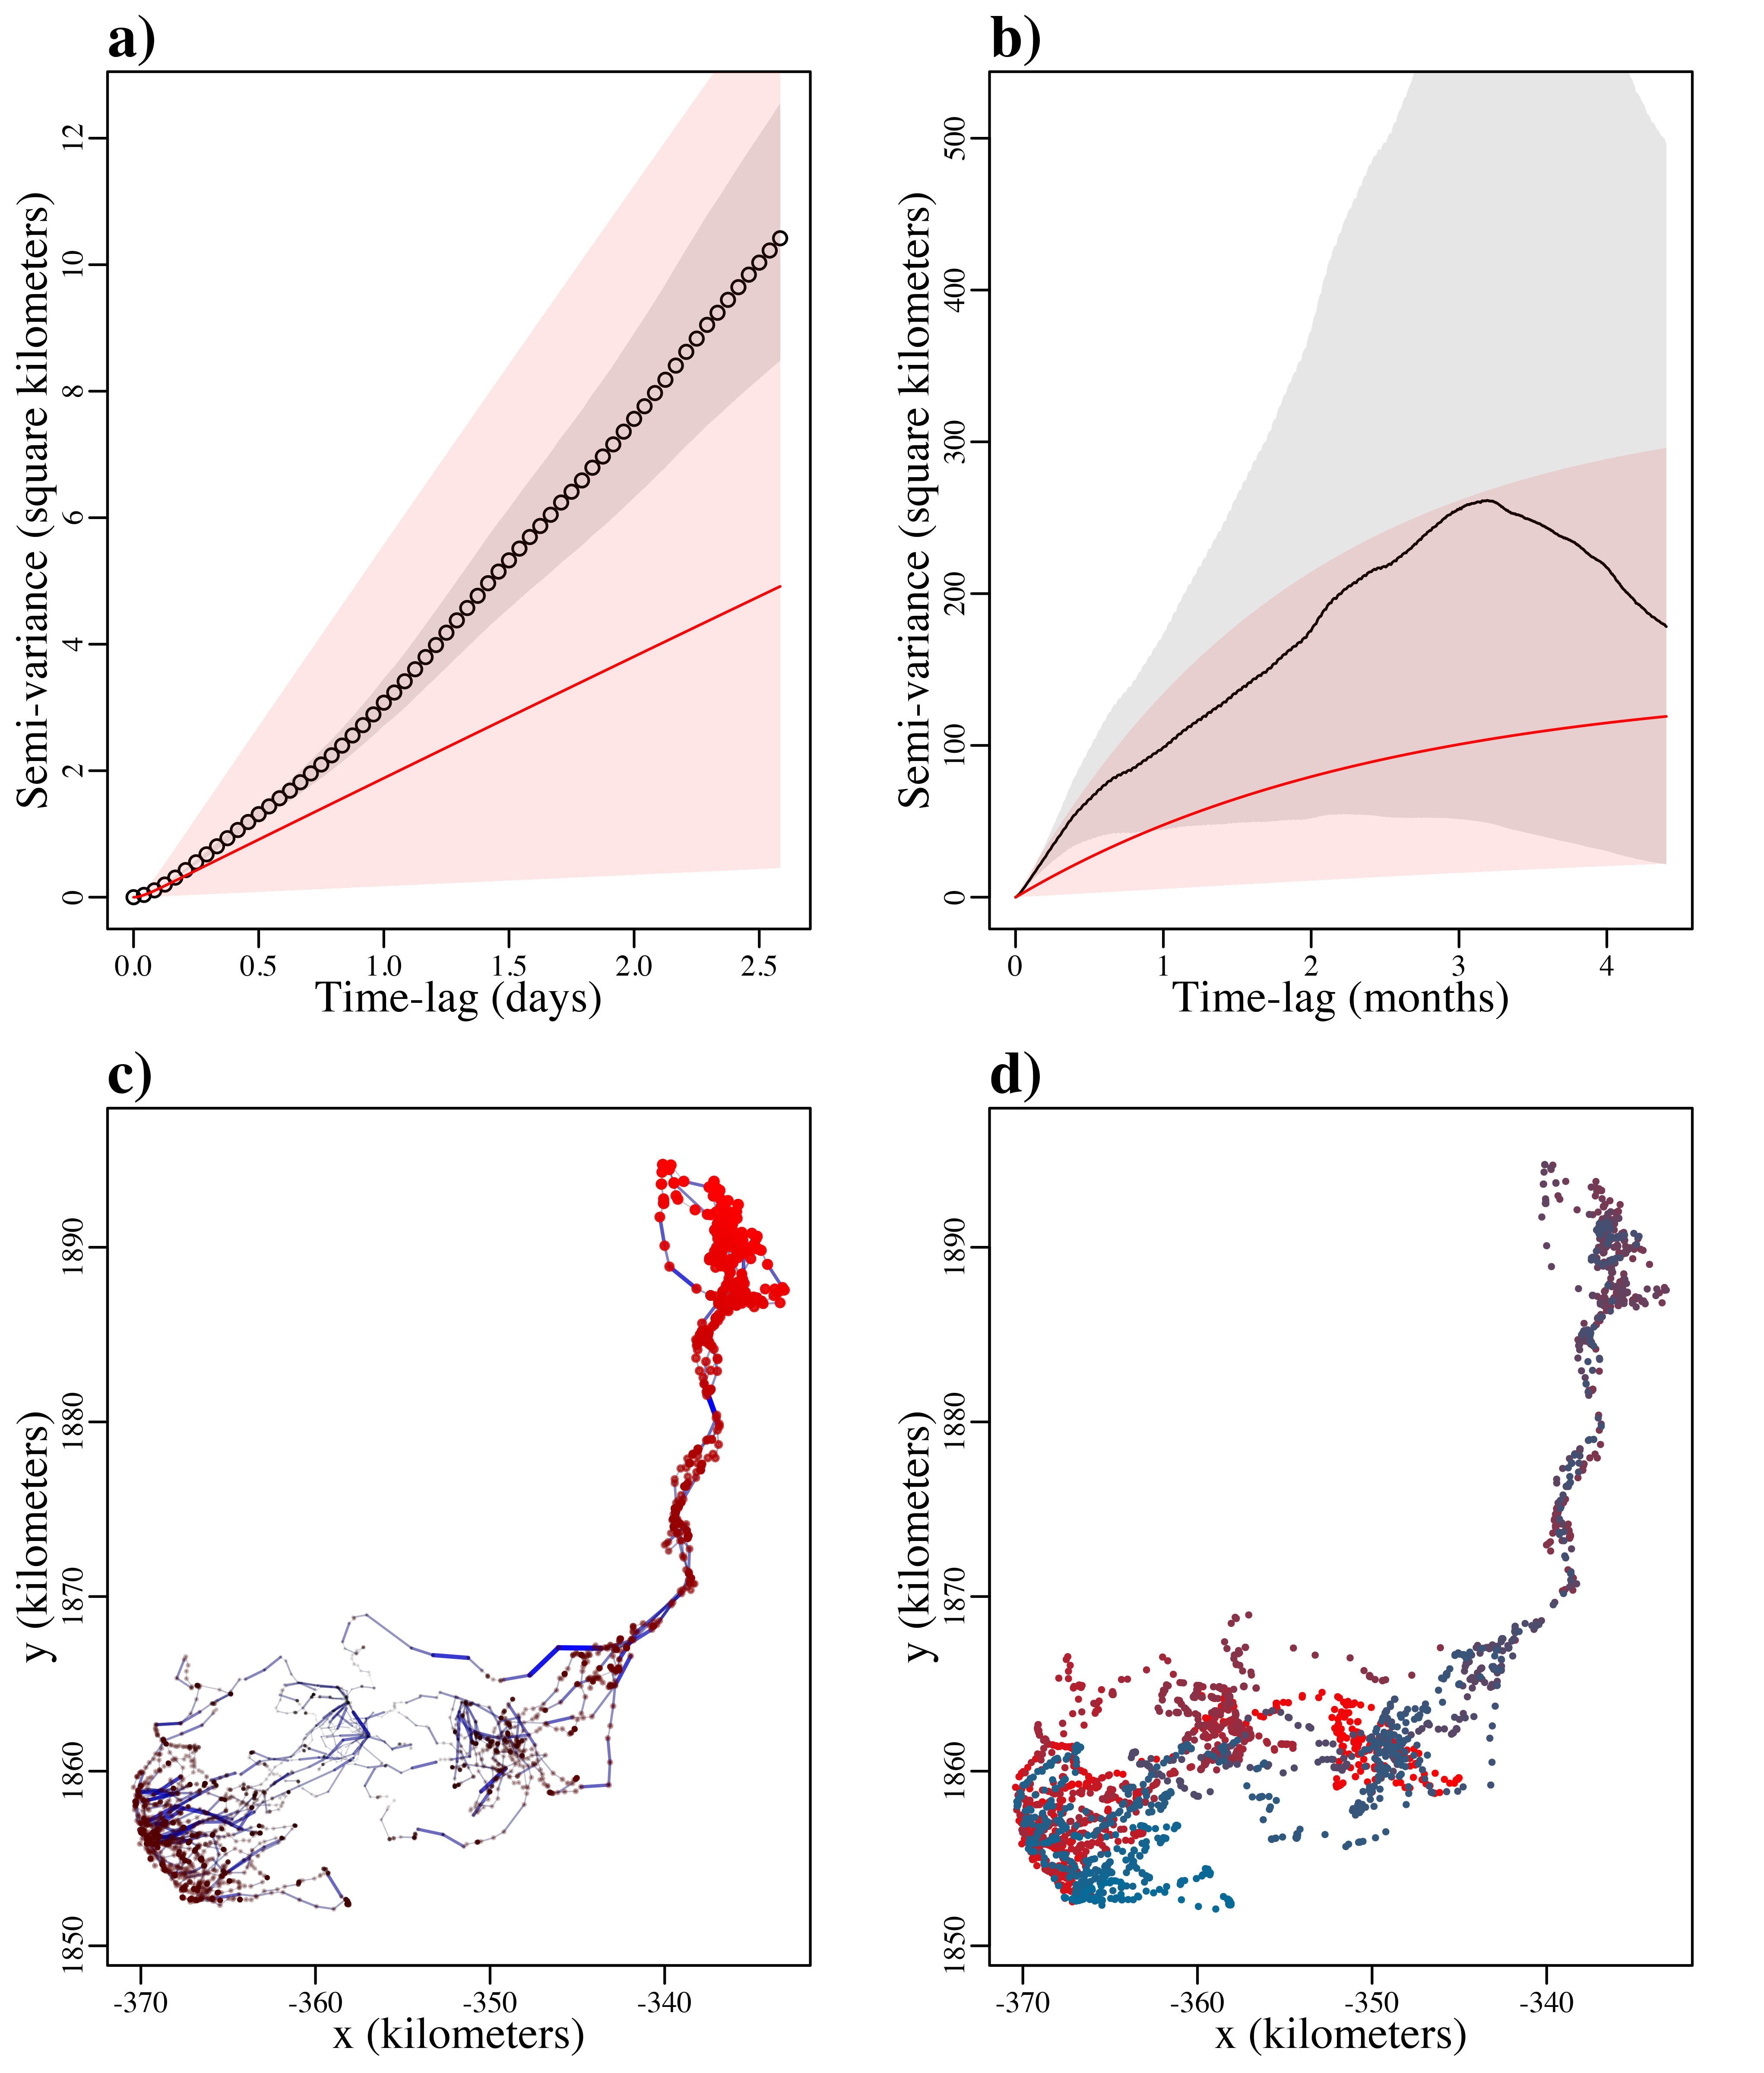 a)
Semi-variance (square kilometers)
12
10
8
6
4
2
0
0.0 0.5 1.0 1.5 2.0 2.5
Time-lag (days)
b)
Semi-variance (square kilometers)
500
400
300
200
100
0
0 1 2 3 4
Time-lag (months)
c)
y (kilometers)
1890
1880
1870
1860
1850
-370 -360 -350 -340
x (kilometers)
d)
y (kilometers)
1890
1880
1870
1860
1850
-370 -360 -350 -340
x (kilometers)